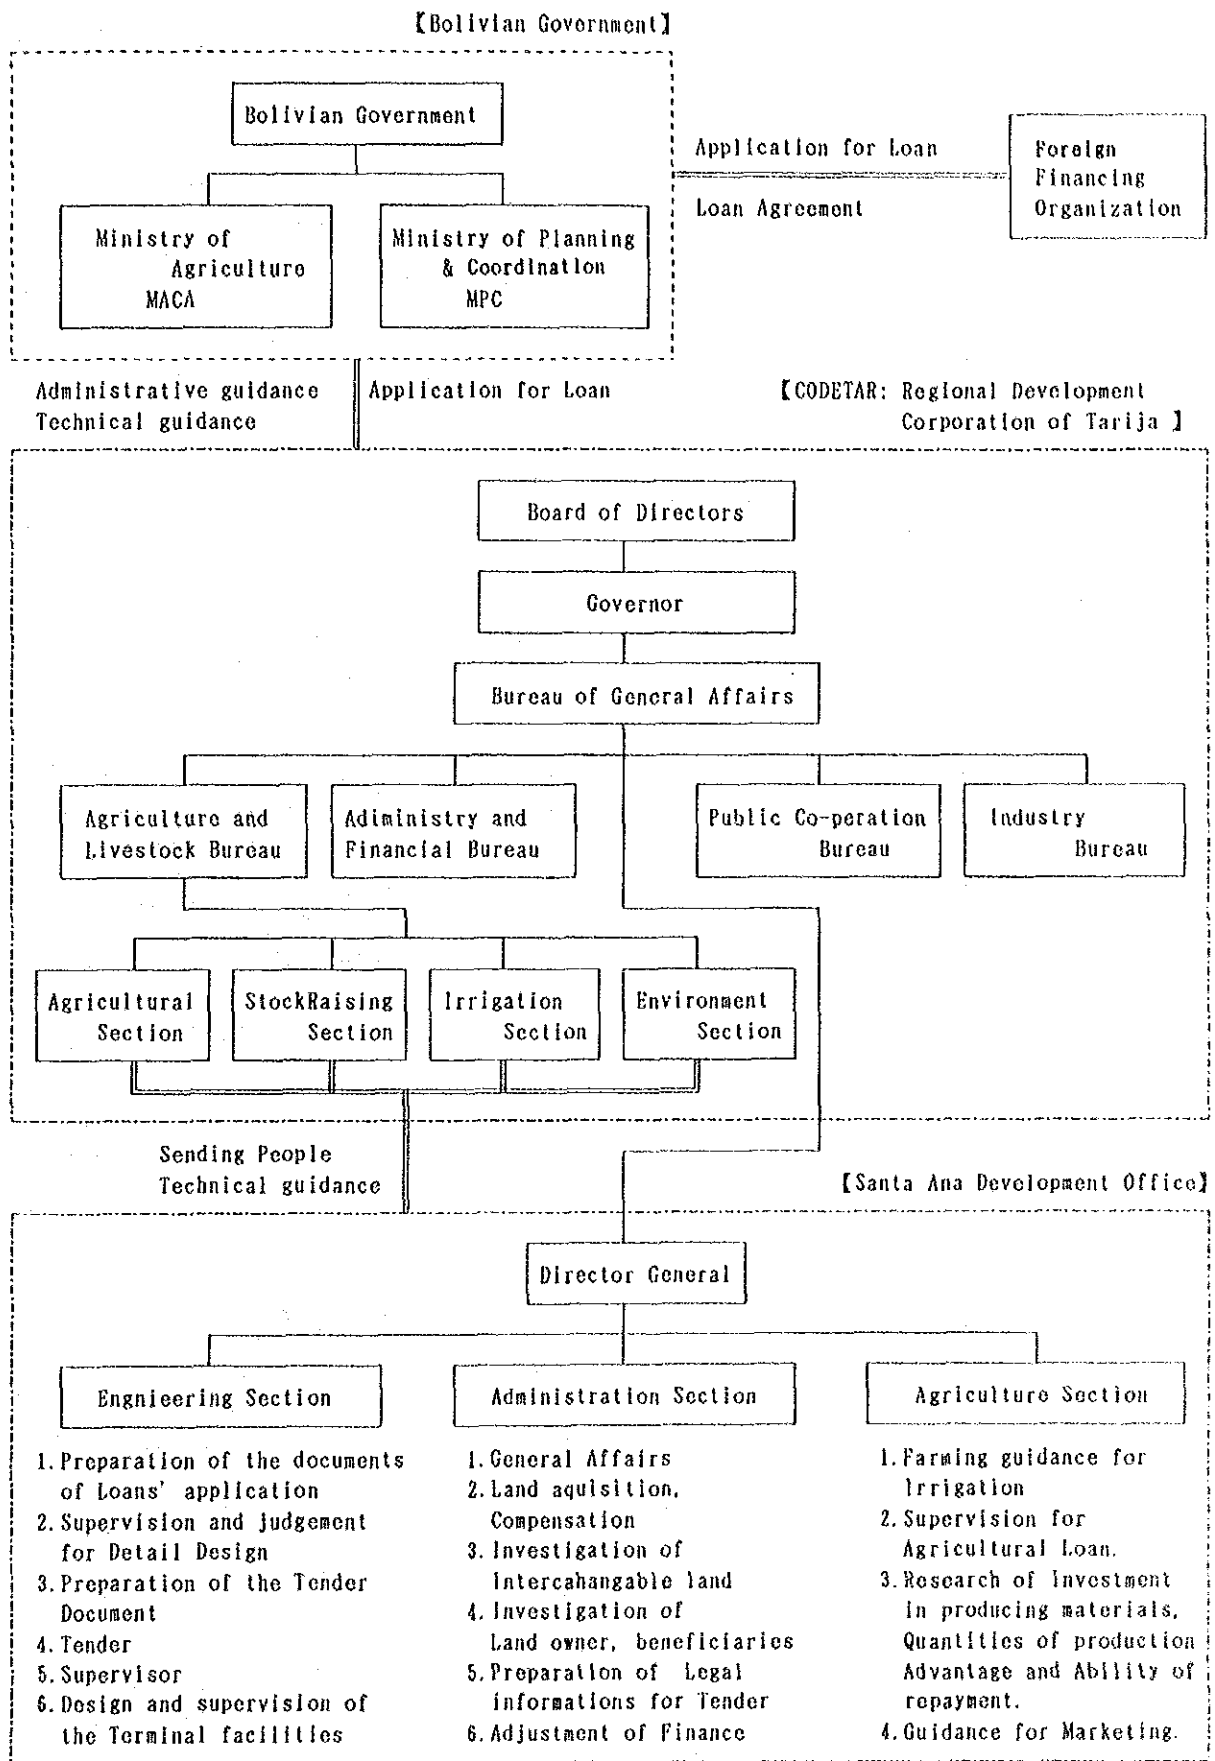 【Bolivian Government】
Bolivian Government
Ministry of
Agriculture
MACA
Ministry of Planning
& Coordination
MPC
Application for Loan
Loan Agreement
Foreign
Financing
Organization
Administrative guidance
Technical guidance
Application for Loan
【CODETAR: Regional Development
Corporation of Tarija 】
Board of Directors
Governor
Bureau of General Affairs
Agriculture and
Livestock Bureau
Adiministry and
Financial Bureau
Public Co-peration
Bureau
Industry
Bureau
Agricultural
Section
StockRaising
Section
Irrigation
Section
Environment
Section
Sending People
Technical guidance
【Santa Ana Development Office】
Director General
Engnieering Section
1. Preparation of the documents
of Loans' application
2. Supervision and judgement
for Detail Design
3. Preparation of the Tender
Document
4. Tender
5. Supervisor
6. Design and supervision of
the Terminal facilities
Administration Section
1. General Affairs
2. Land aquisition,
Compensation
3. Investigation of
Intercahangable land
4. Investigation of
Land owner, beneficiaries
5. Preparation of Legal
informations for Tender
6. Adjustment of Finance
Agriculture Section
1. Farming guidance for
Irrigation
2. Supervision for
Agricultural Loan.
3. Research of Investment
in producing materials,
Quantities of production
Advantage and Ability of
repayment.
4. Guidance for Marketing.